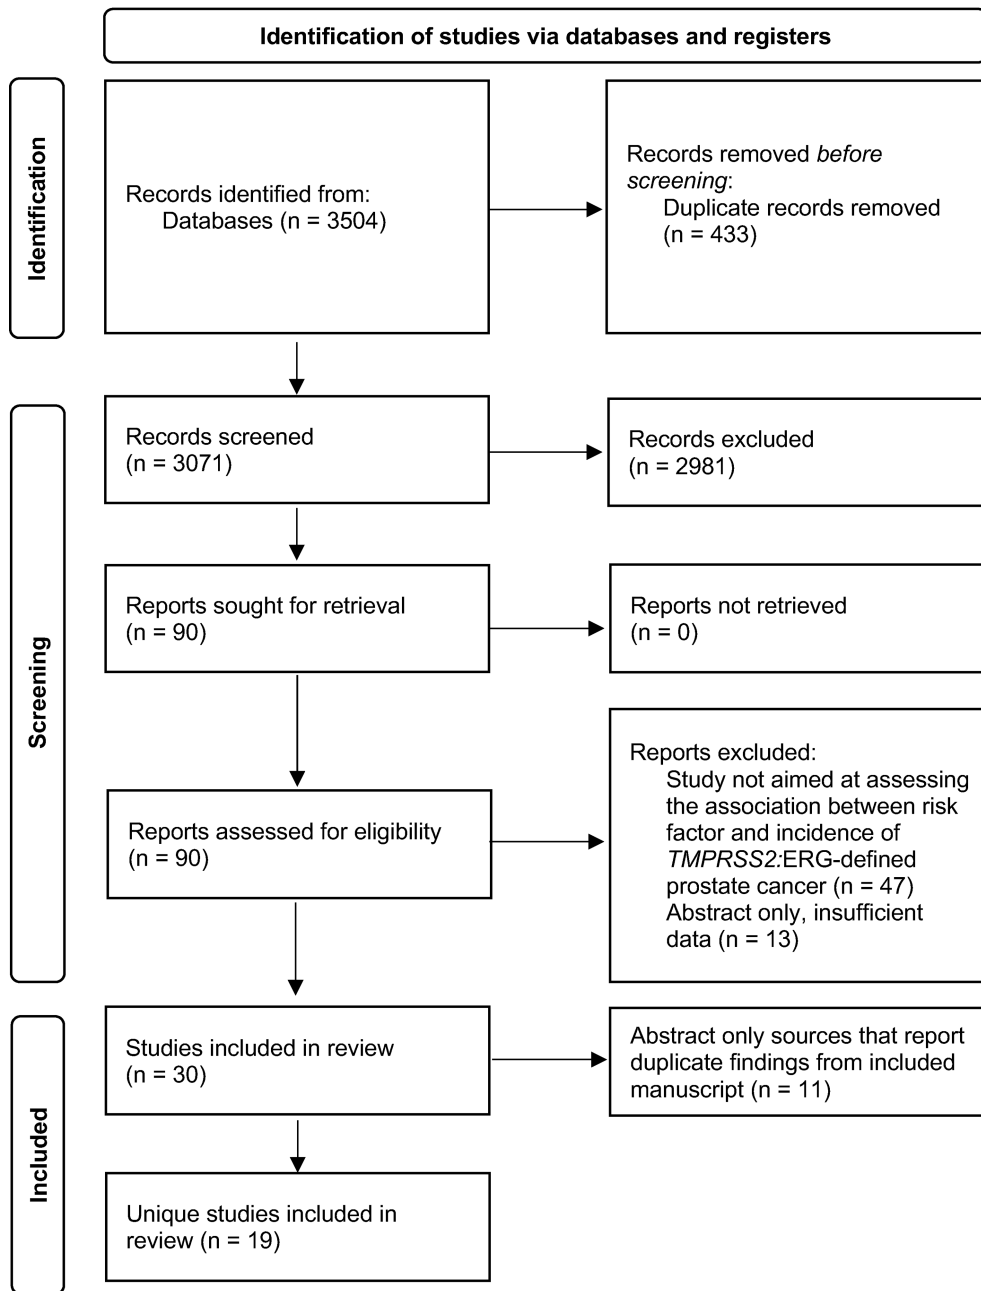 Identification of studies via databases and registers
Identification
Records identified from:
Databases (n = 3504)
Records removed before
screening:
Duplicate records removed
(n = 433)
Screening
Records screened
(n = 3071)
Records excluded
(n = 2981)
Reports sought for retrieval
(n = 90)
Reports not retrieved
(n = 0)
Reports assessed for eligibility
(n = 90)
Reports excluded:
Study not aimed at assessing
the association between risk
factor and incidence of
TMPRSS2:ERG-defined
prostate cancer (n = 47)
Abstract only, insufficient
data (n = 13)
Included
Studies included in review
(n = 30)
Abstract only sources that report
duplicate findings from included
manuscript (n = 11)
Unique studies included in
review (n = 19)